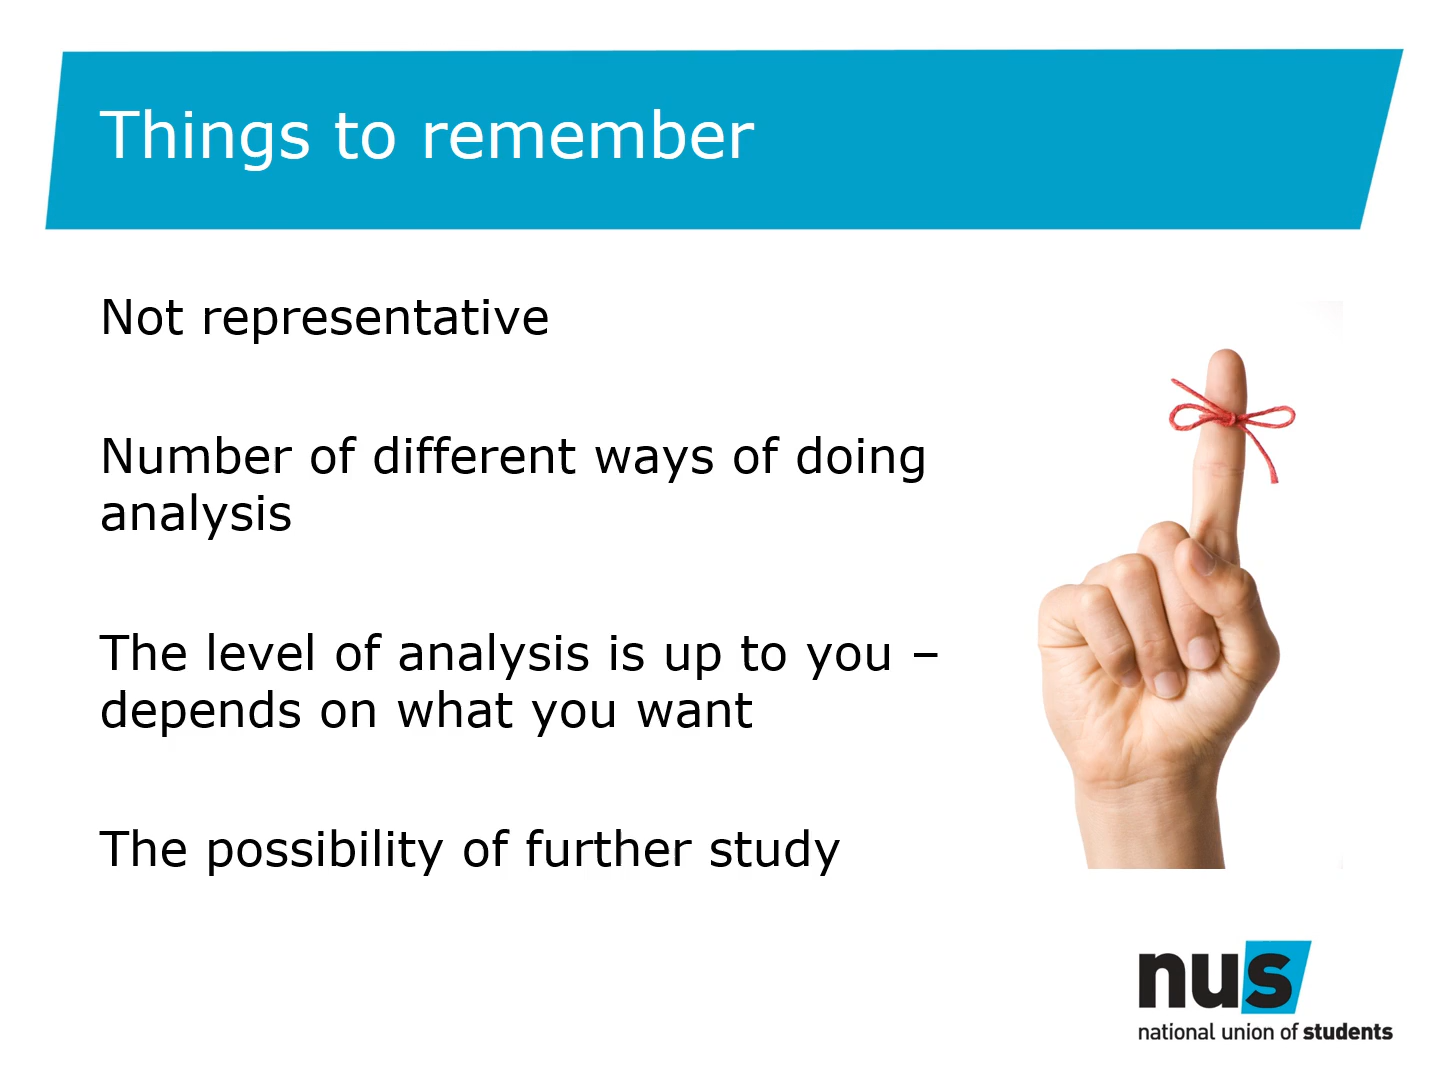 Things to remember
Not representative
Number of different ways of doing
analysis
The level of analysis is up to you –
depends on what you want
The possibility of further study
nus
national union of students